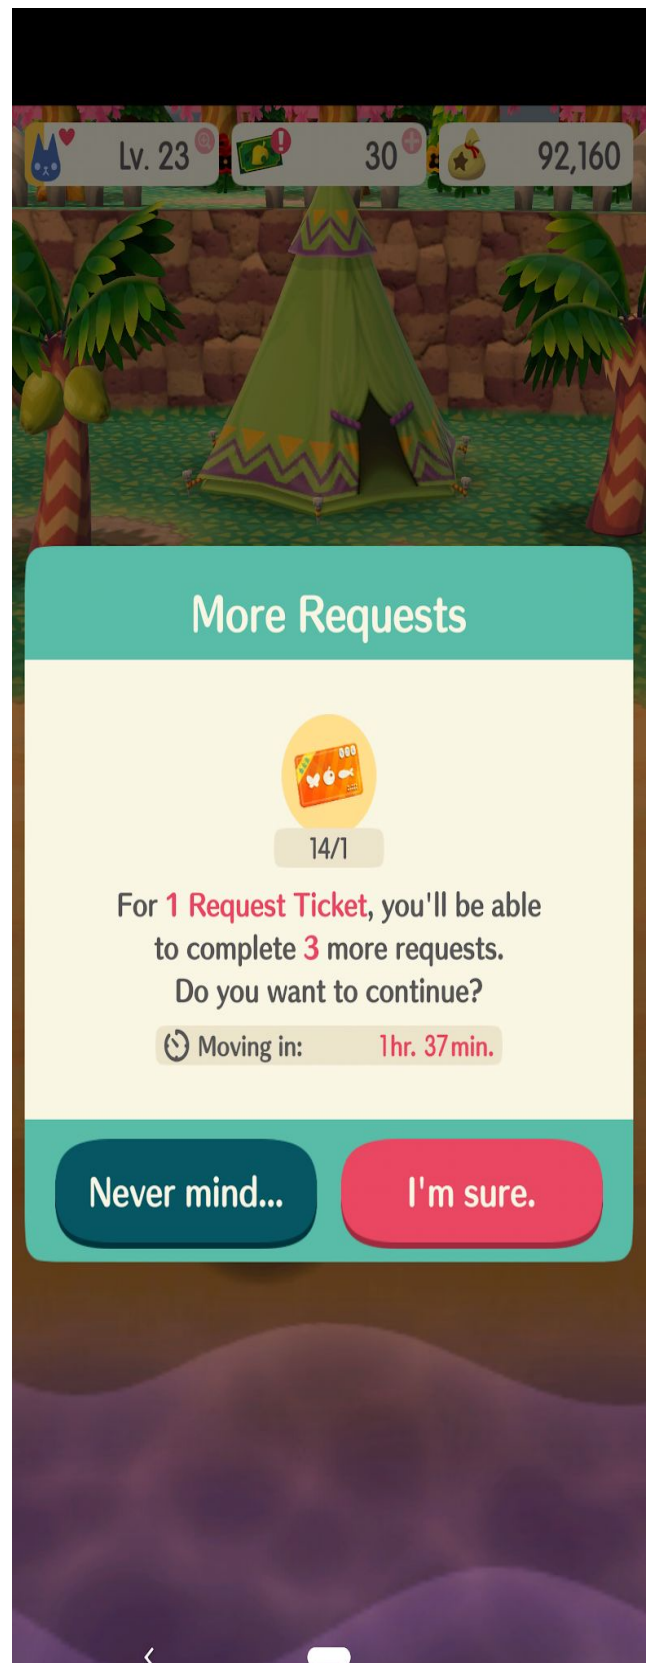 Lv. 23
30
92,160
More Requests
14/1
For 1 Request Ticket, you'll be able
to complete 3 more requests.
Do you want to continue?
Moving in: 1hr. 37min.
Never mind...
I'm sure.